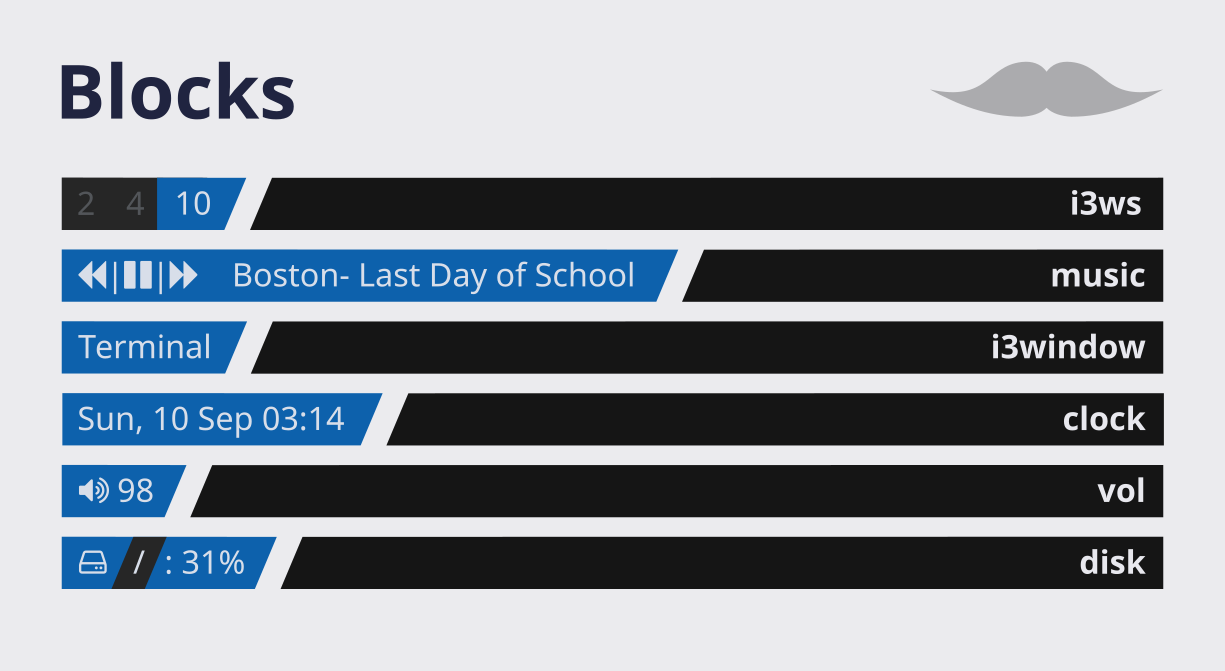 Blocks
2 4 10 i3ws
| | Boston- Last Day of School music
Terminal i3window
Sun, 10 Sep 03:14 clock
98 vol
/ : 31% disk